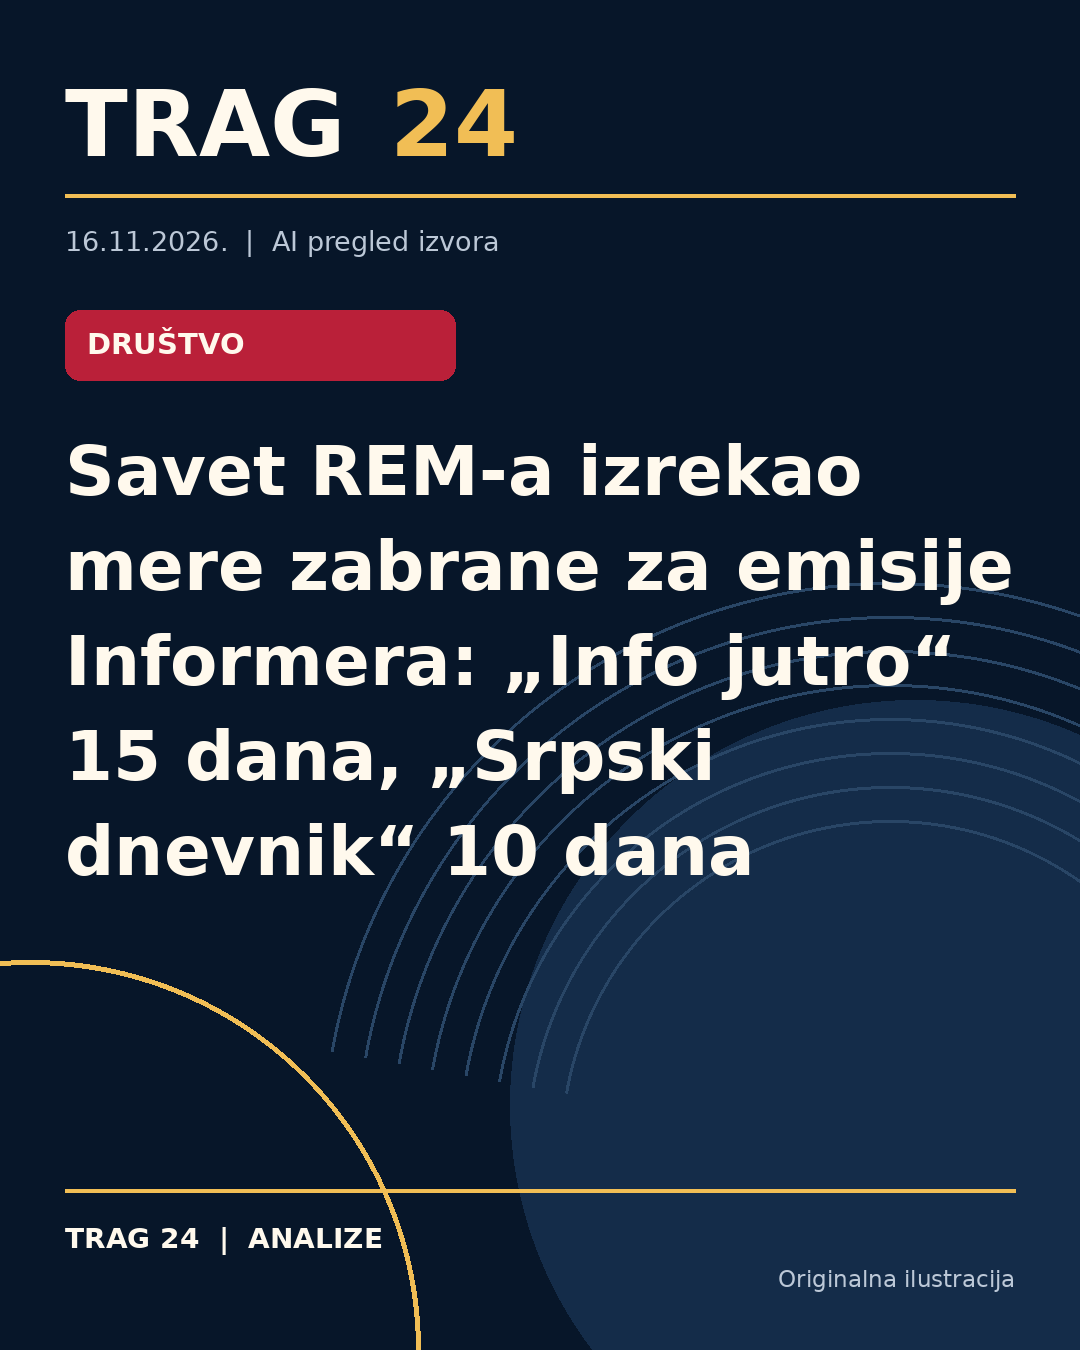 TRAG 24
16.11.2026. | AI pregled izvora
DRUŠTVO
Savet REM-a izrekao
mere zabrane za emisije
Informera: „Info jutro“
15 dana, „Srpski
dnevnik“ 10 dana
TRAG 24 | ANALIZE
Originalna ilustracija